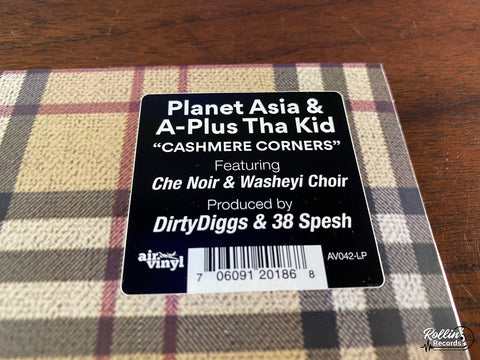 Planet Asia &
A-Plus Tha Kid
“CASHMERE CORNERS”
Featuring
Che Noir & Washeyi Choir
Produced by
DirtyDiggs & 38 Spesh
air vinyl
AV042-LP
7 06091 20186 8
Rollin'
Records